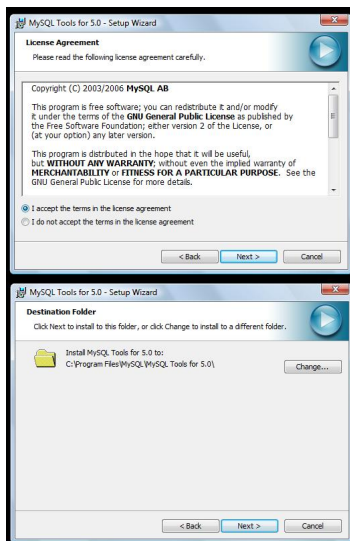 MySQL Tools for 5.0 - Setup Wizard
License Agreement
Please read the following license agreement carefully.
Copyright (C) 2003/2006 MySQL AB
This program is free software; you can redistribute it and/or modify
it under the terms of the GNU General Public License as published by
the Free Software Foundation; either version 2 of the License, or
(at your option) any later version.
This program is distributed in the hope that it will be useful,
but WITHOUT ANY WARRANTY; without even the implied warranty of
MERCHANTABILITY or FITNESS FOR A PARTICULAR PURPOSE. See the
GNU General Public License for more details.
I accept the terms in the license agreement
I do not accept the terms in the license agreement
< Back Next > Cancel
MySQL Tools for 5.0 - Setup Wizard
Destination Folder
Click Next to install to this folder, or click Change to install to a different folder.
Install MySQL Tools for 5.0 to:
C:\Program Files\MySQL\MySQL Tools for 5.0\
Change...
< Back Next > Cancel